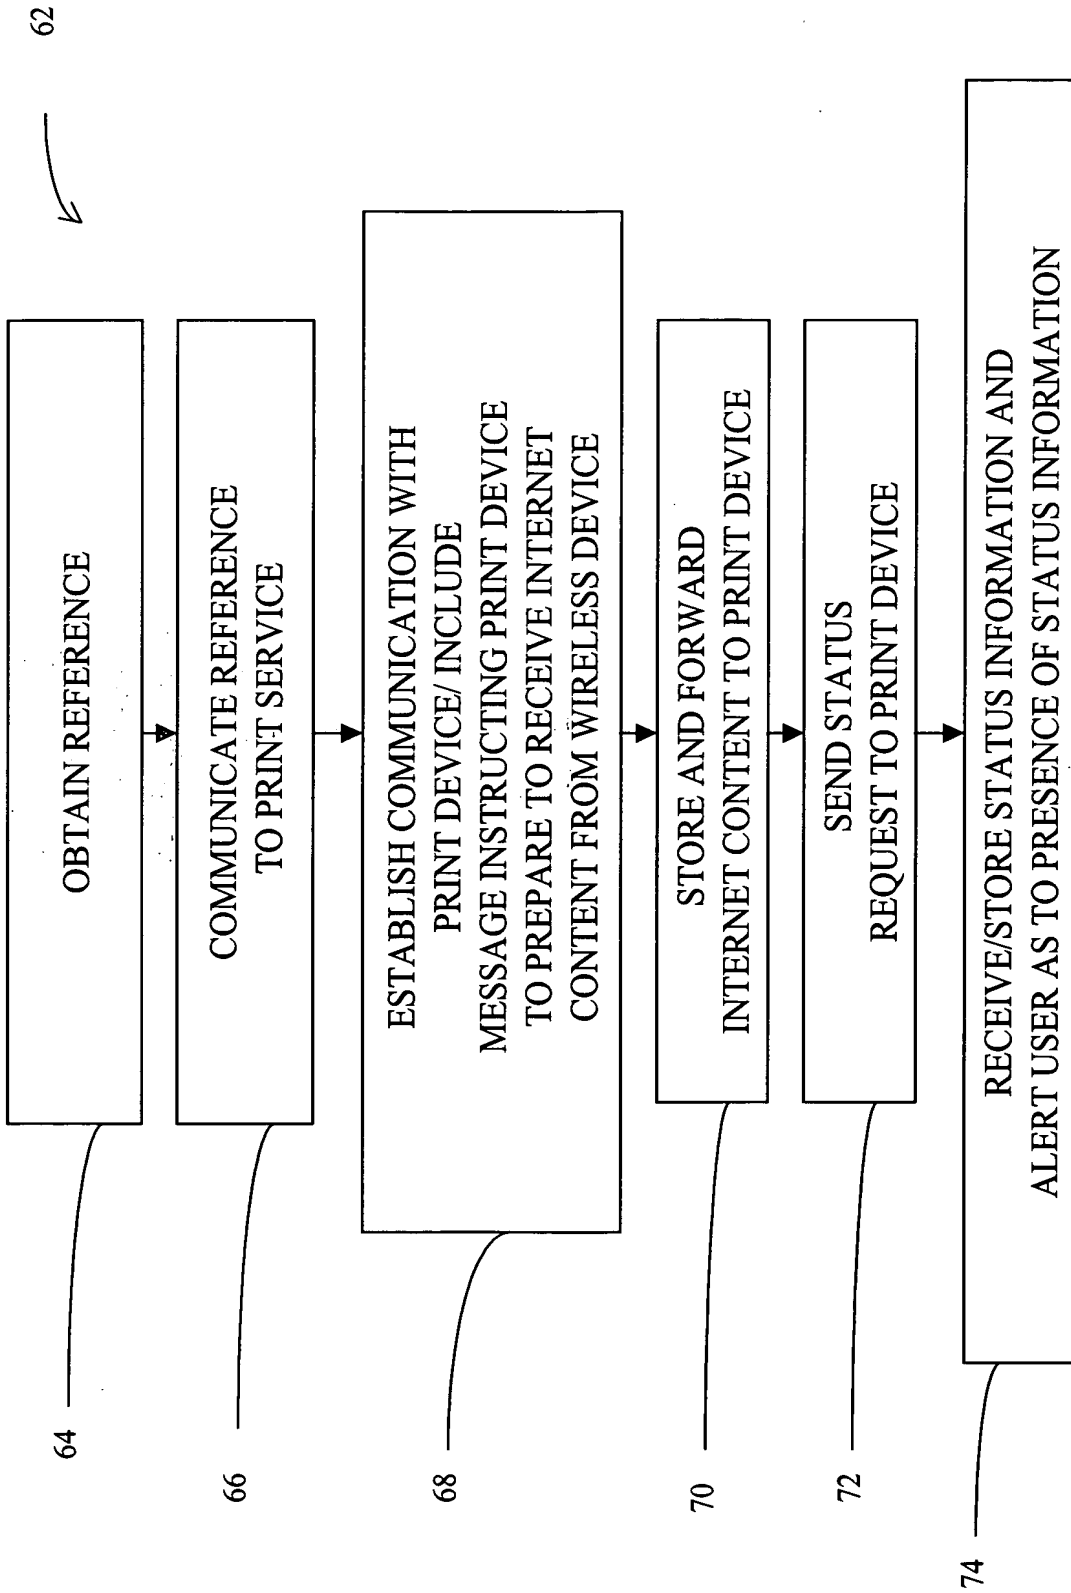 62
64
OBTAIN REFERENCE
66
COMMUNICATE REFERENCE
TO PRINT SERVICE
68
ESTABLISH COMMUNICATION WITH
PRINT DEVICE/ INCLUDE
MESSAGE INSTRUCTING PRINT DEVICE
TO PREPARE TO RECEIVE INTERNET
CONTENT FROM WIRELESS DEVICE
70
STORE AND FORWARD
INTERNET CONTENT TO PRINT DEVICE
72
SEND STATUS
REQUEST TO PRINT DEVICE
74
RECEIVE/STORE STATUS INFORMATION AND
ALERT USER AS TO PRESENCE OF STATUS INFORMATION